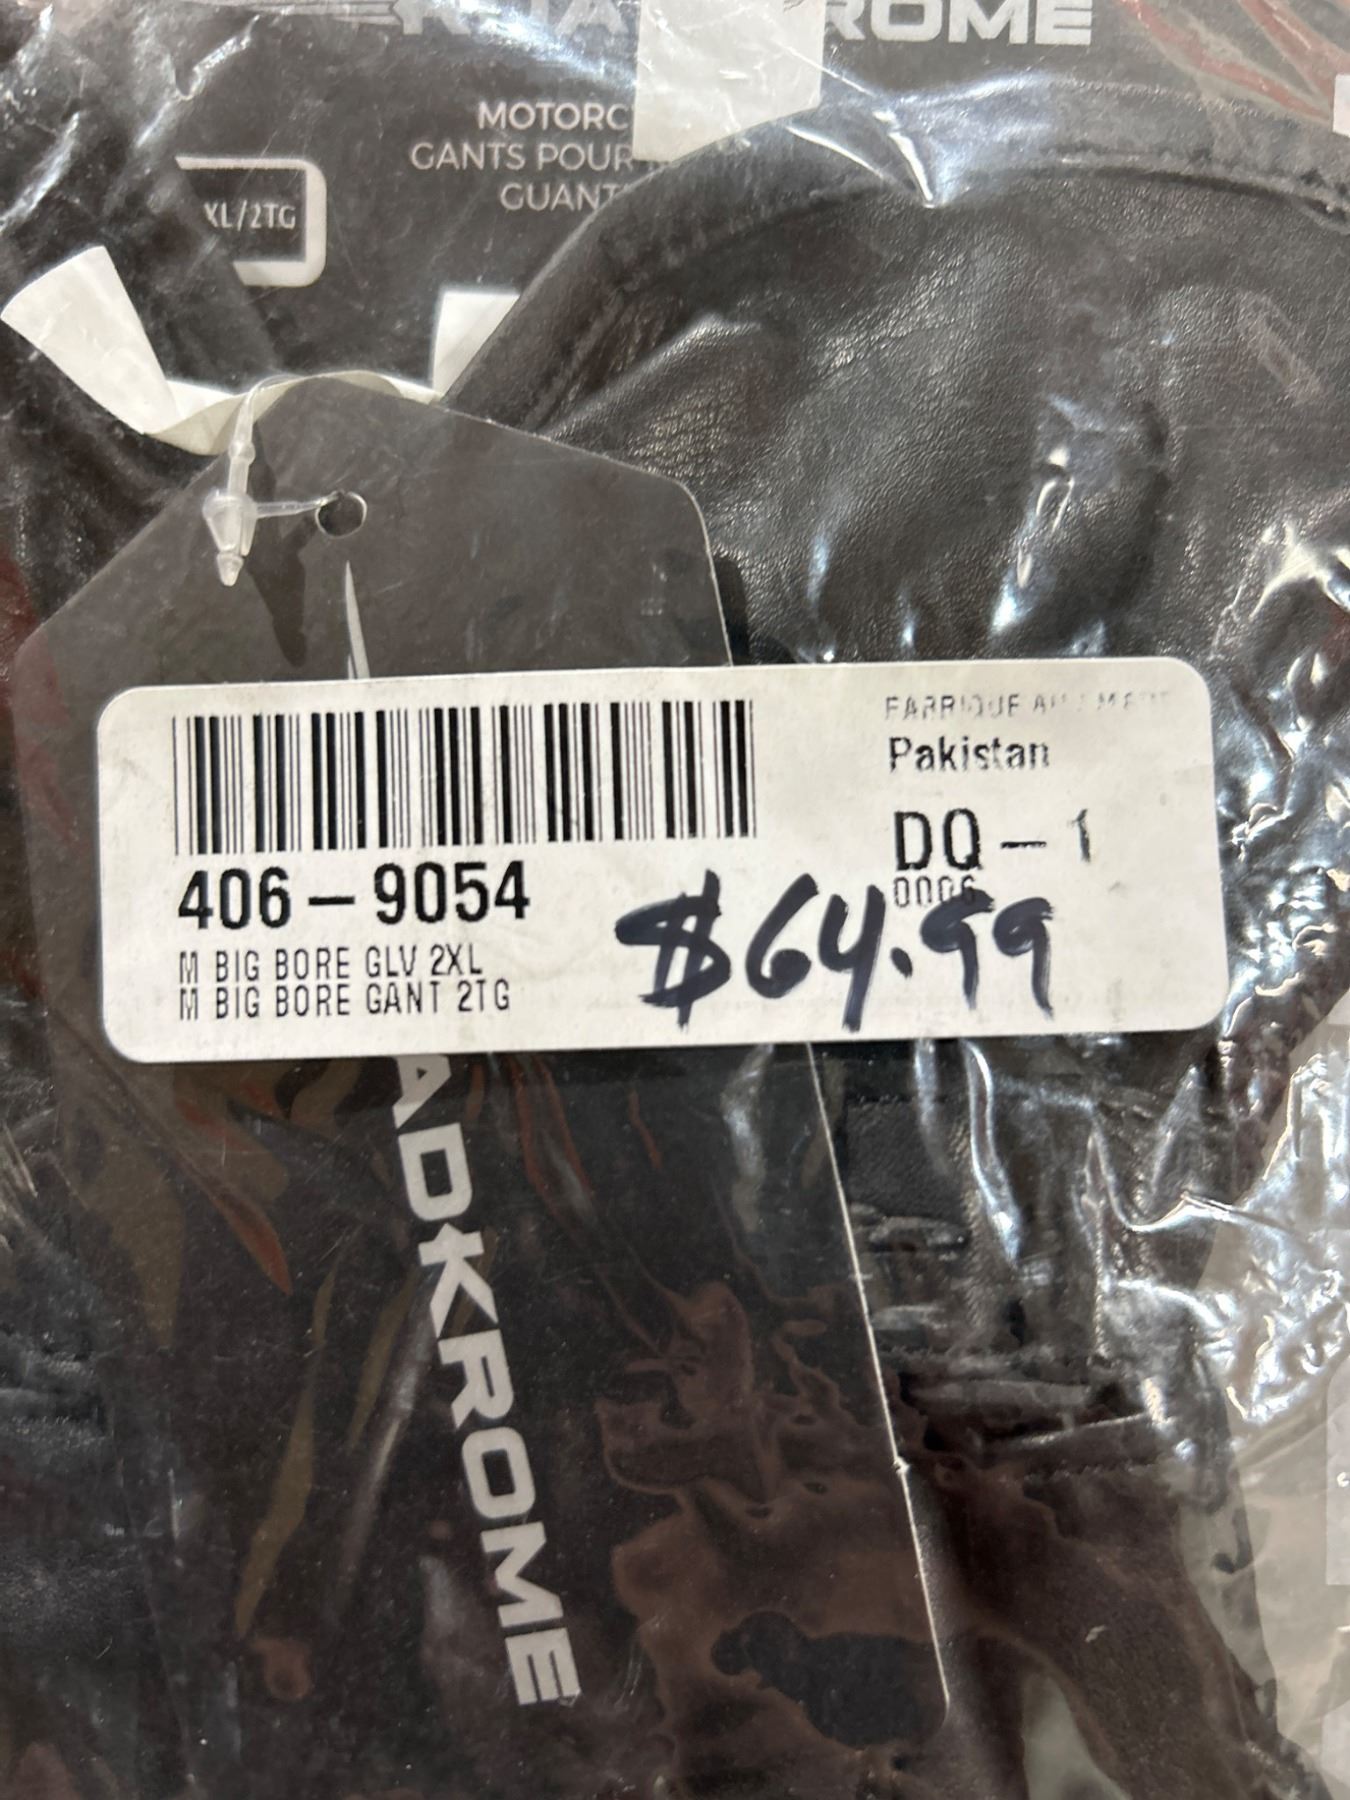 ROME
MOTORC
GANTS POUR
GUANT
XL/2TG
Pakistan
DQ-1
0006
406-9054
$64.99
M BIG BORE GLV 2XL
M BIG BORE GANT 2TG
ADKROME